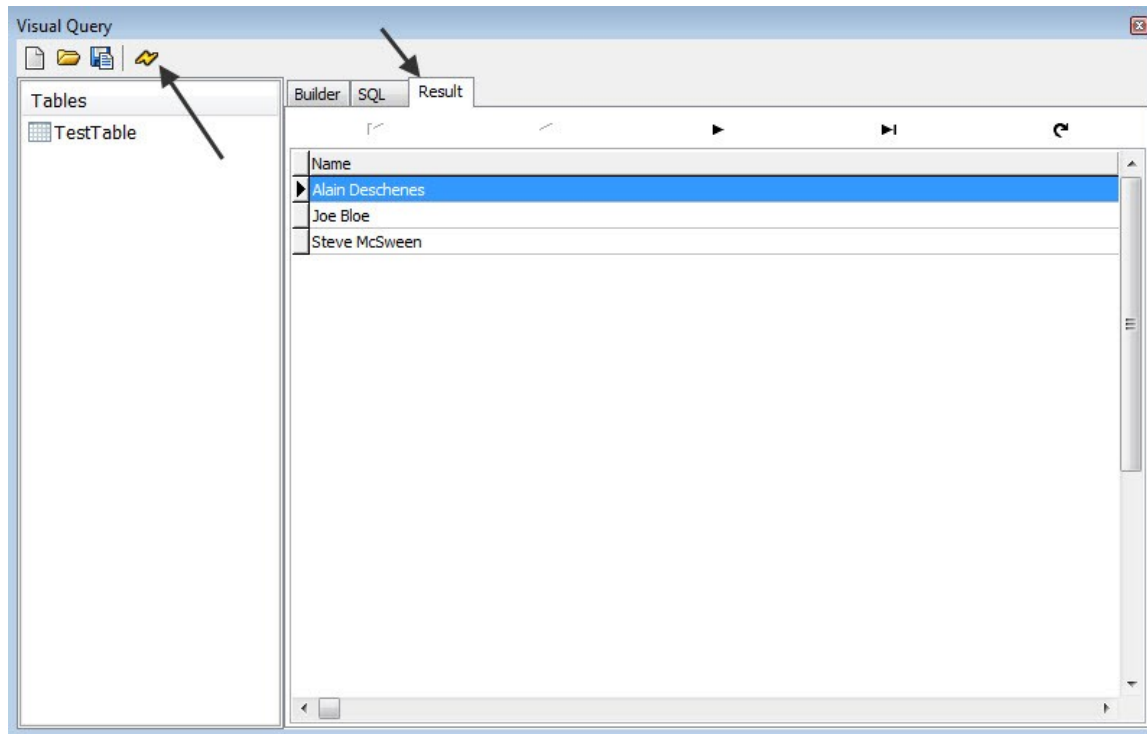 Visual Query
Tables
TestTable
Builder SQL Result
Name
Alain Deschenes
Joe Bloe
Steve McSween